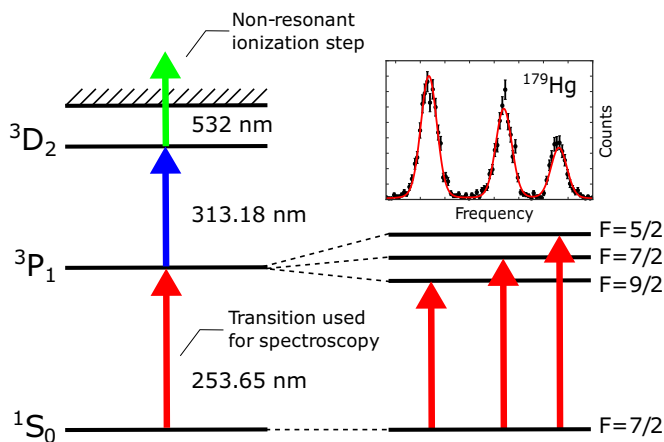 Non-resonant
ionization step
532 nm
³D₂
313.18 nm
³P₁
Transition used
for spectroscopy
253.65 nm
¹S₀
¹⁷⁹Hg
Counts
Frequency
F=5/2
F=7/2
F=9/2
F=7/2